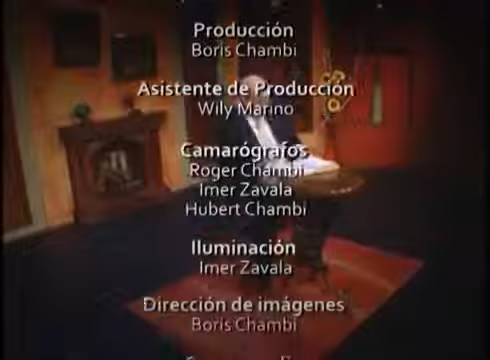 Producción
Boris Chambi
Asistente de Producción
Wily Marino
Camarógrafos
Roger Chambi
Imer Zavala
Hubert Chambi
Iluminación
Imer Zavala
Dirección de imágenes
Boris Chambi